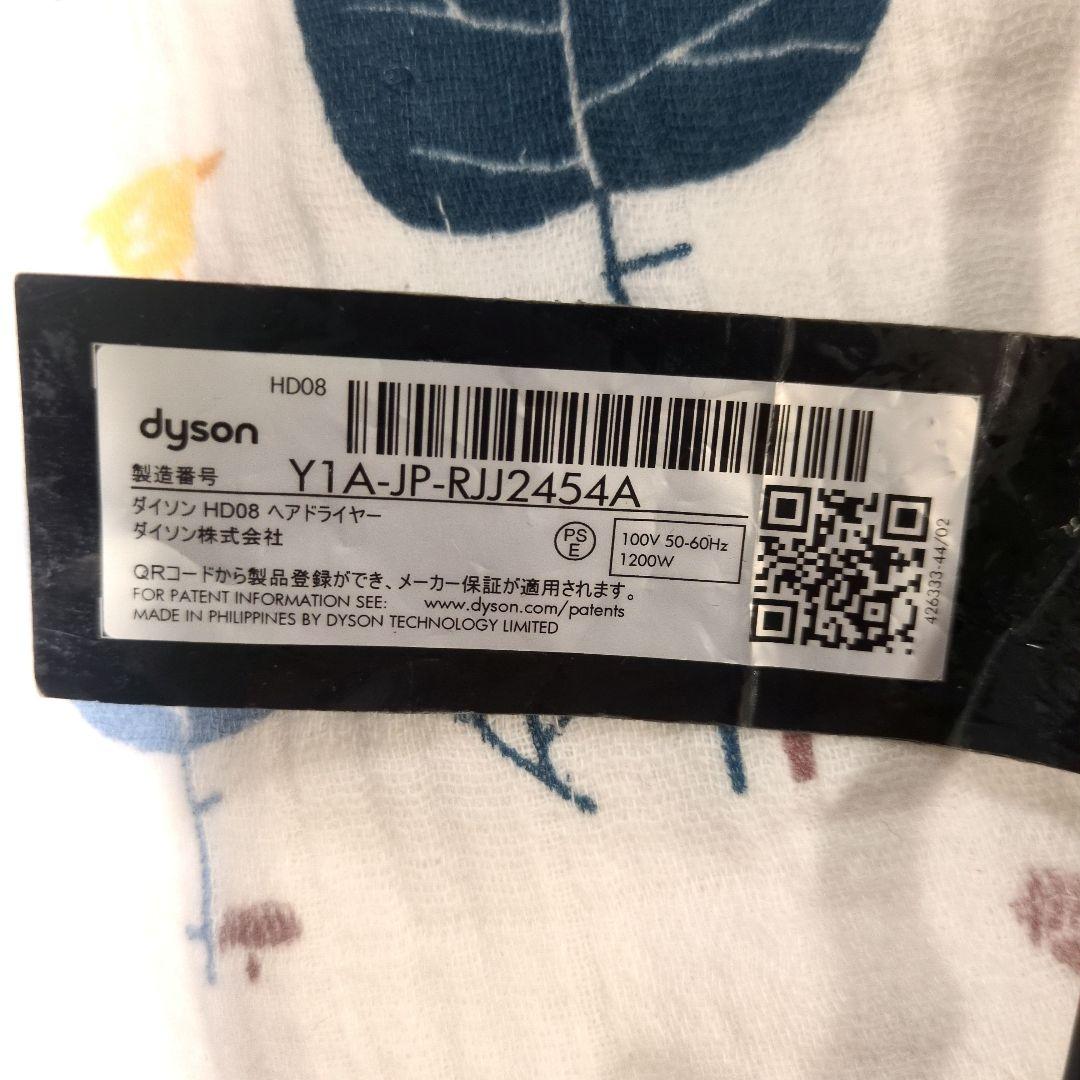 HD08
dyson
製造番号 Y1A-JP-RJJ2454A
ダイソン HD08 ヘアドライヤー
ダイソン株式会社
PS
E
100V 50-60Hz
1200W
QRコードから製品登録ができ、メーカー保証が適用されます。
FOR PATENT INFORMATION SEE: www.dyson.com/patents
MADE IN PHILIPPINES BY DYSON TECHNOLOGY LIMITED
426333-44/02